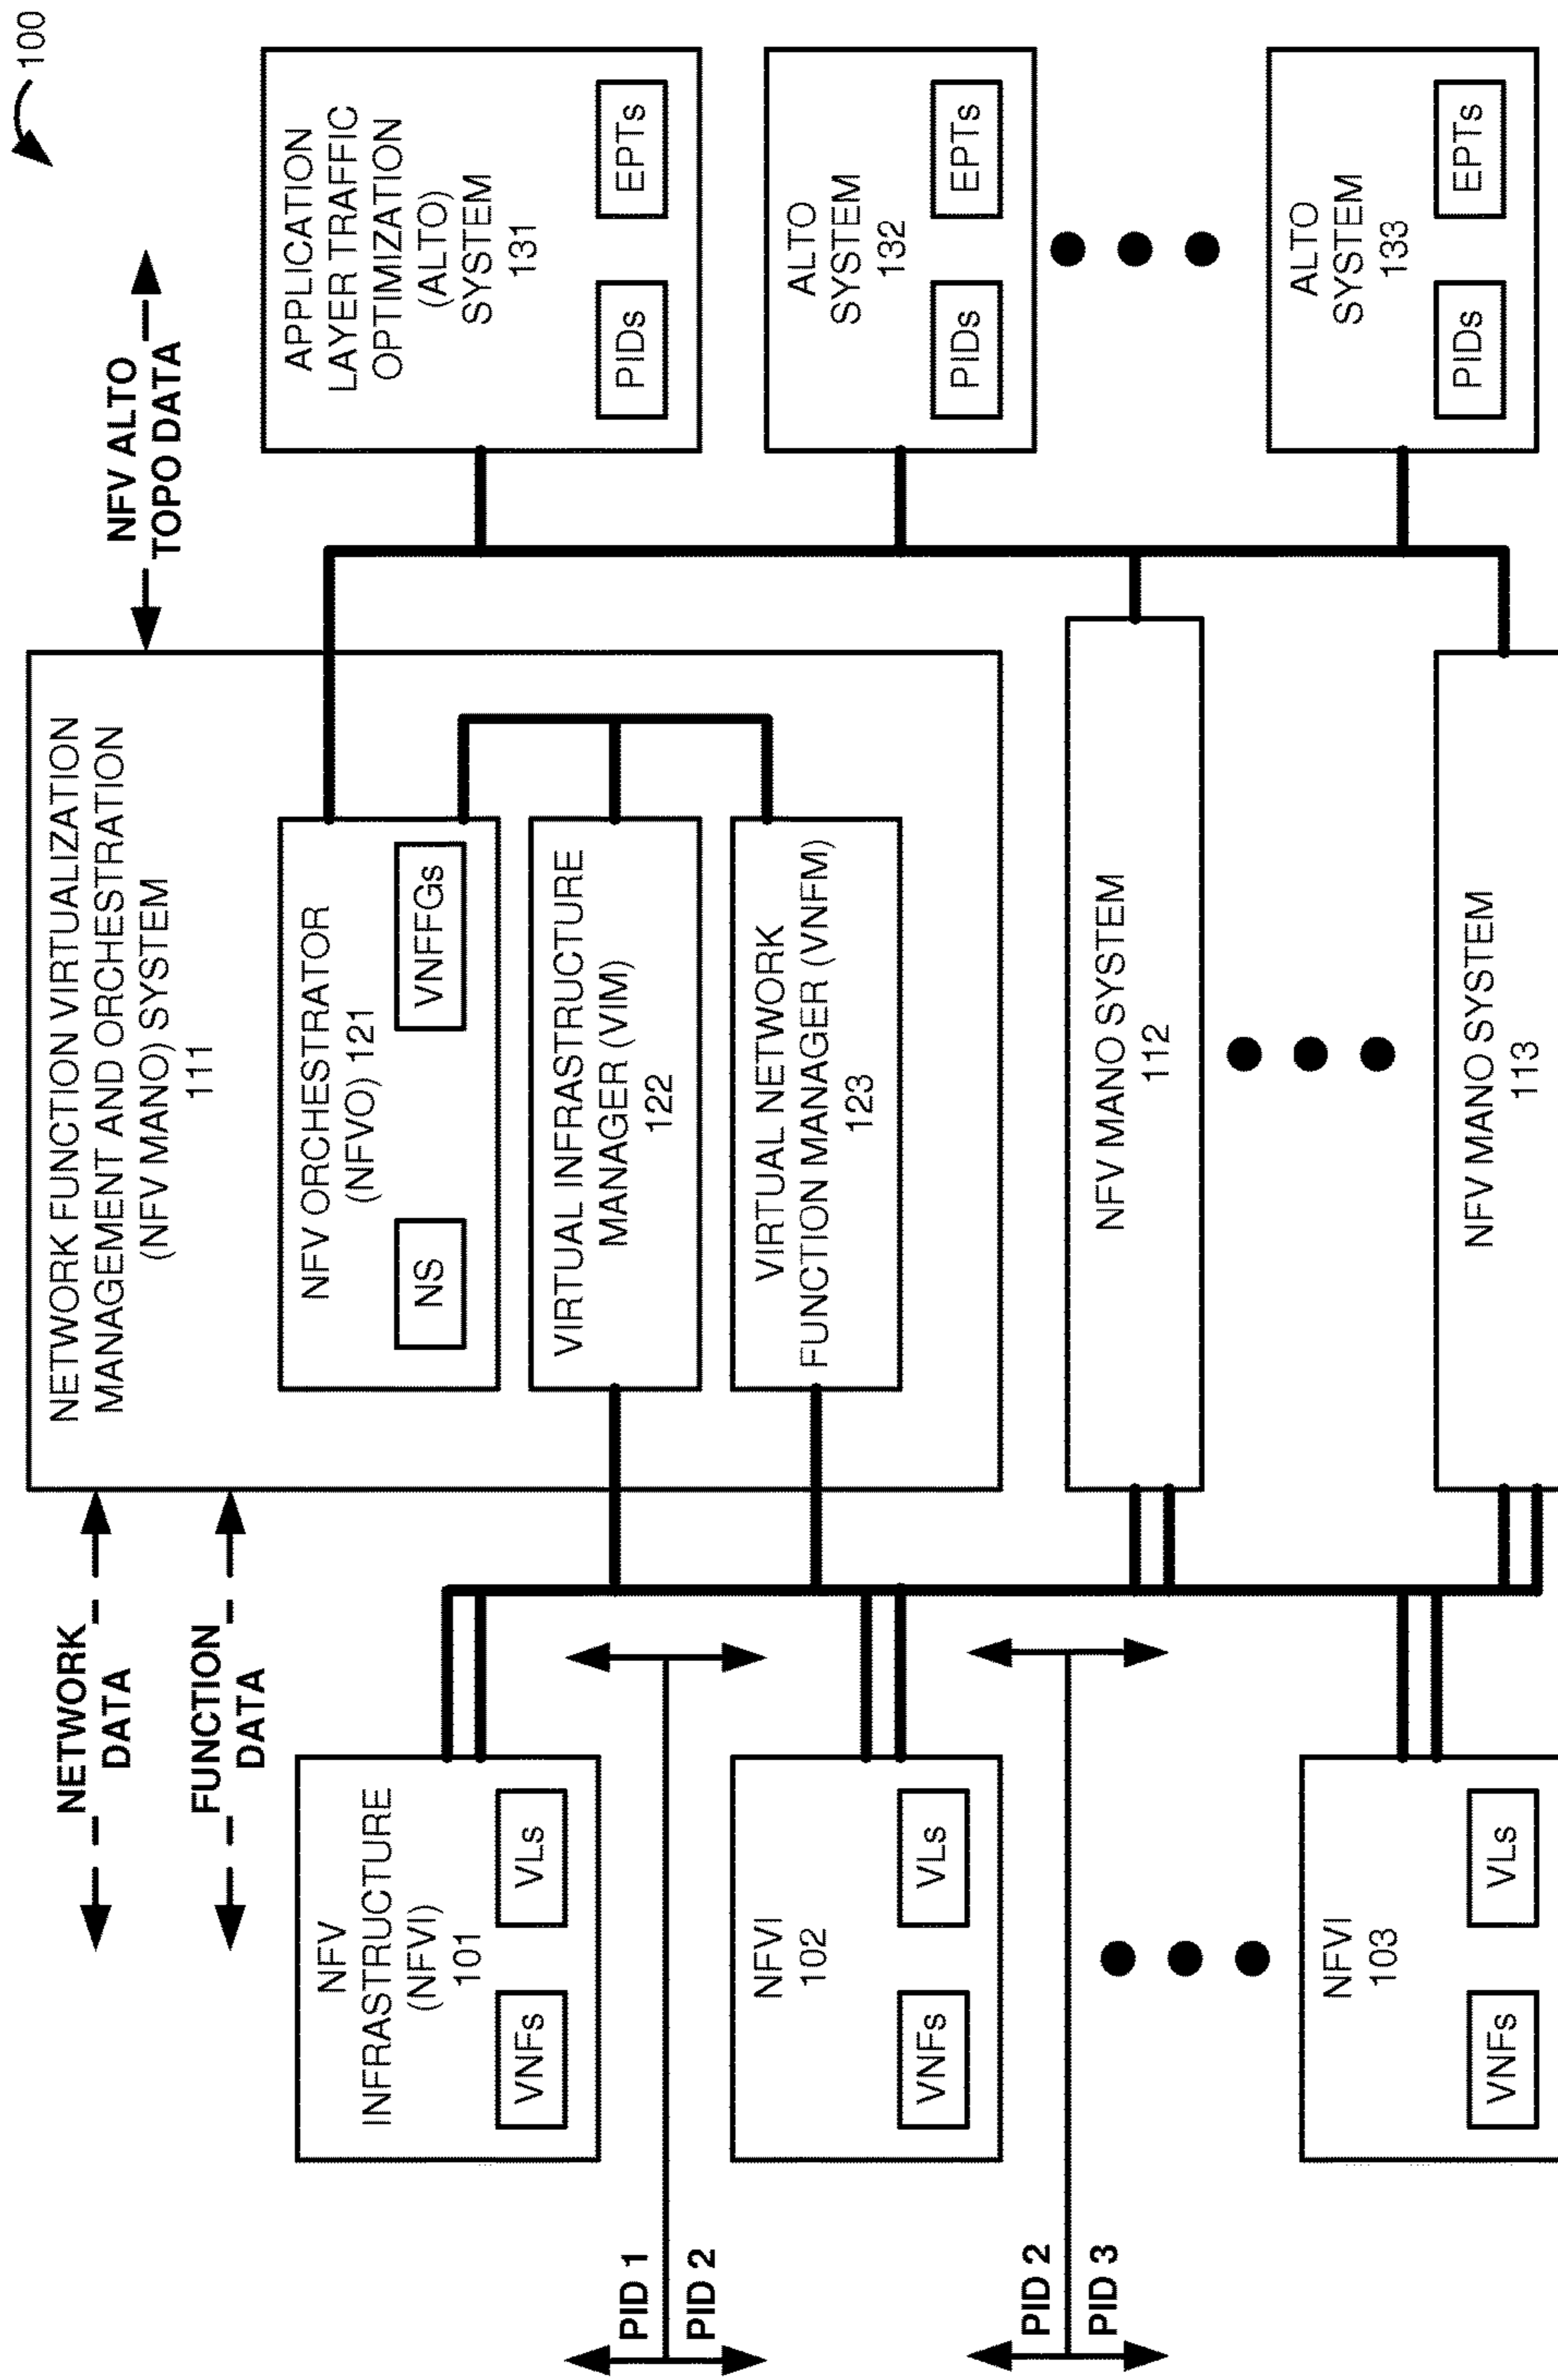 100
NETWORK
DATA
FUNCTION
DATA
NFV ALTO
TOPO DATA
NFV
INFRASTRUCTURE
(NFVI)
101
VNFs
VLs
PID 1
PID 2
NFVI
102
VNFs
VLs
PID 2
PID 3
NFVI
103
VNFs
VLs
NETWORK FUNCTION VIRTUALIZATION
MANAGEMENT AND ORCHESTRATION
(NFV MANO) SYSTEM
111
NFV ORCHESTRATOR
(NFVO) 121
NS
VNFFGs
VIRTUAL INFRASTRUCTURE
MANAGER (VIM)
122
VIRTUAL NETWORK
FUNCTION MANAGER (VNFM)
123
NFV MANO SYSTEM
112
NFV MANO SYSTEM
113
APPLICATION
LAYER TRAFFIC
OPTIMIZATION
(ALTO)
SYSTEM
131
PIDs
EPTs
ALTO
SYSTEM
132
PIDs
EPTs
ALTO
SYSTEM
133
PIDs
EPTs